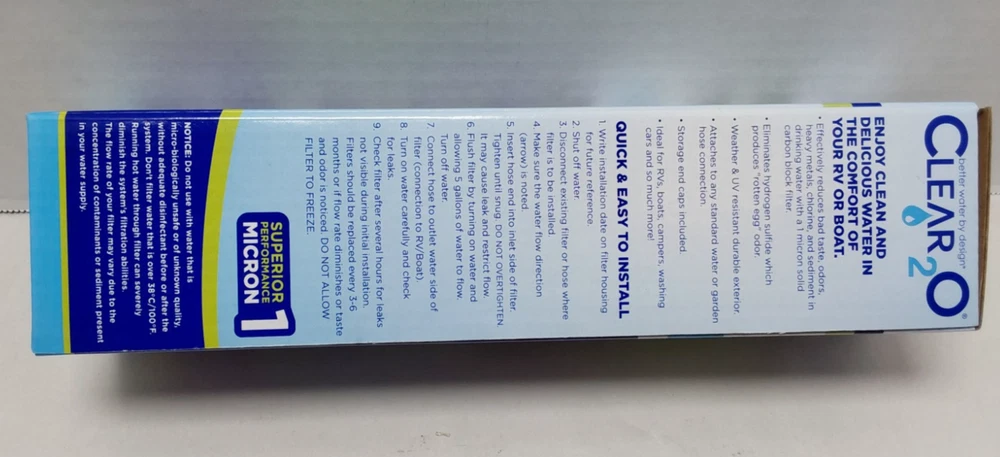 CLEAR2O®
better water by design®
ENJOY CLEAN AND
DELICIOUS WATER IN
THE COMFORT OF
YOUR RV OR BOAT.
• Effectively reduces bad taste, odors,
heavy metals, chlorine, and sediment in
drinking water with a 1 micron solid
carbon block filter.
• Eliminates hydrogen sulfide which
produces "rotten egg" odor.
• Weather & UV resistant durable exterior.
• Attaches to any standard water or garden
hose connection.
• Storage end caps included.
• Ideal for RVs, boats, campers, washing
cars and so much more!
QUICK & EASY TO INSTALL
1. Write installation date on filter housing
for future reference.
2. Shut off water.
3 Disconnect existing filter or hose where
filter is to be installed.
4. Make sure the water flow direction
(arrow) is noted.
5. Insert hose end into inlet side of filter.
Tighten until snug. DO NOT OVERTIGHTEN.
It may cause leak and restrict flow.
6. Flush filter by turning on water and
allowing 5 gallons of water to flow.
Turn off water.
7. Connect hose to outlet water side of
filter (connection to RV/Boat).
8. Turn on water carefully and check
for leaks.
9. Check filter after several hours for leaks
not visible during initial installation.
Filters should be replaced every 3-6
months or if flow rate diminishes or taste
and odor is noticed. DO NOT ALLOW
FILTER TO FREEZE.
SUPERIOR
PERFORMANCE
MICRON
1
NOTICE: Do not use with water that is
micro-biologically unsafe or of unknown quality,
without adequate disinfectant before or after the
system. Don't filter water that is over 38°C/100°F.
Running hot water through filter can severely
diminish the system's filtration abilities.
The flow rate of your filter may vary due to the
concentration of contaminants or sediment present
in your water supply.